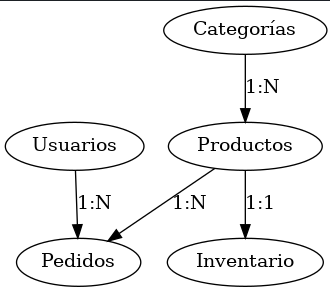 Categorías
1:N
Usuarios
Productos
1:N
1:N
1:1
Pedidos
Inventario